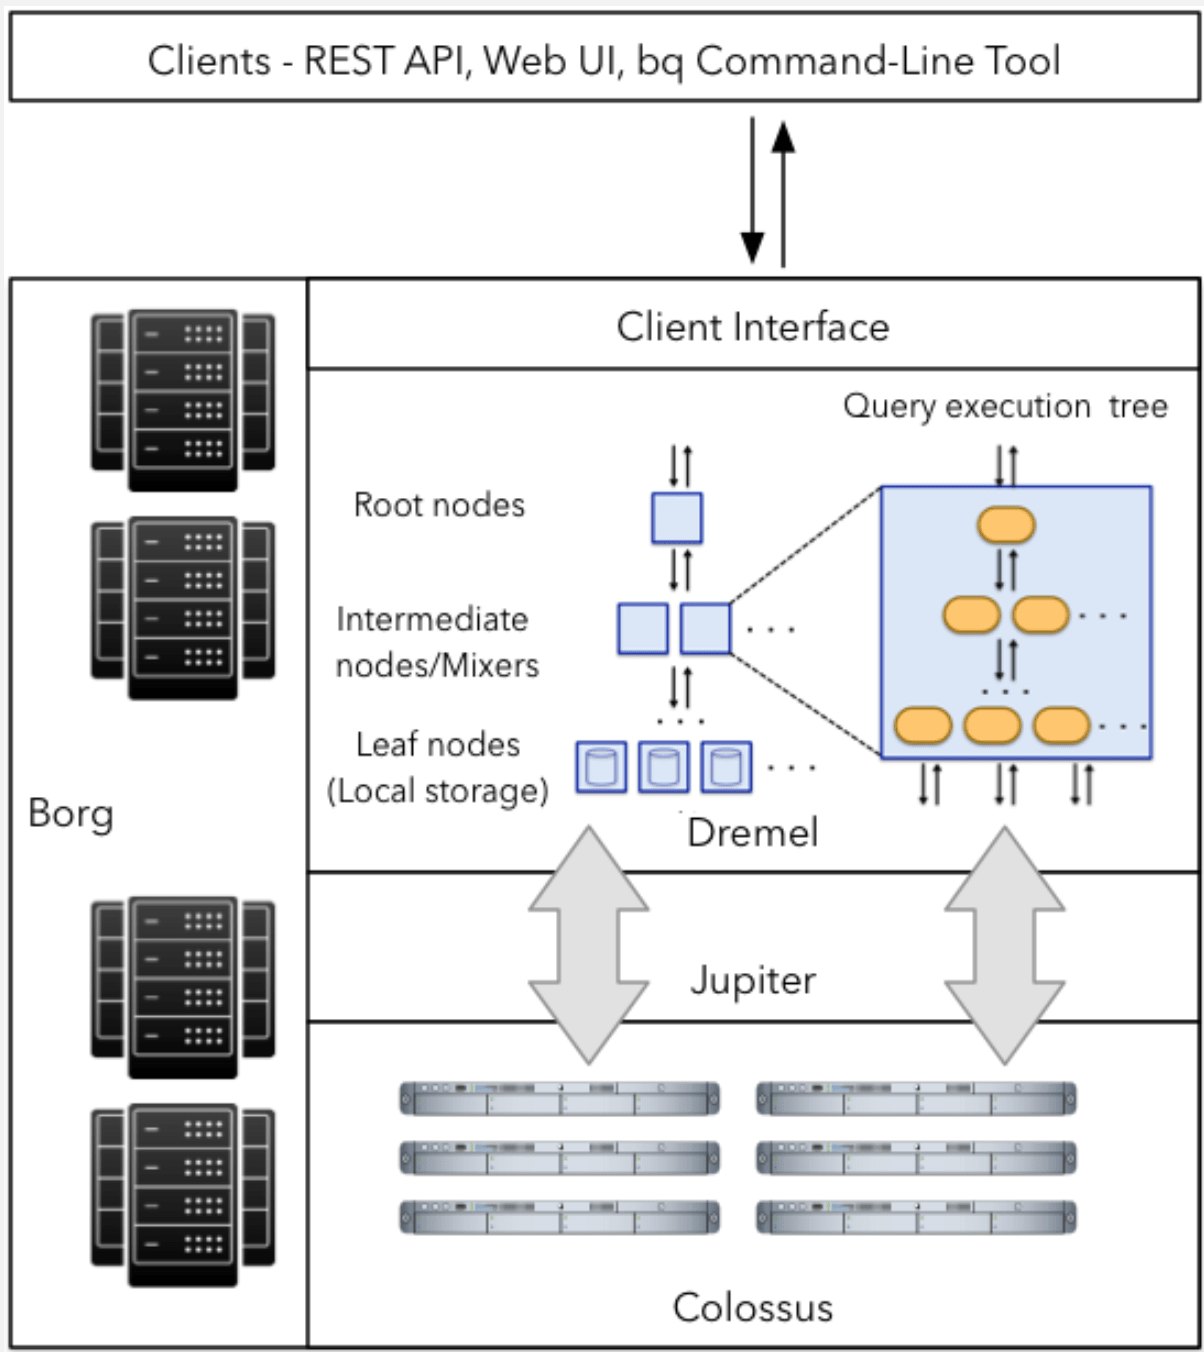 Clients - REST API, Web UI, bq Command-Line Tool
Client Interface
Query execution tree
Root nodes
Intermediate
nodes/Mixers
Leaf nodes
(Local storage)
Borg
Dremel
Jupiter
Colossus